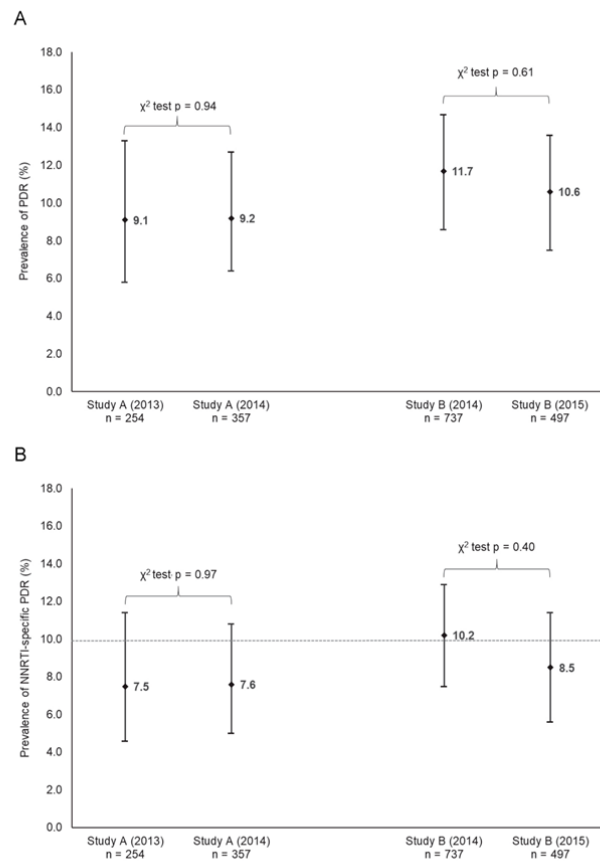 A
18.0
16.0
14.0
12.0
10.0
8.0
6.0
4.0
2.0
0.0
Prevalence of PDR (%)
χ² test p = 0.94
χ² test p = 0.61
9.1
9.2
11.7
10.6
Study A (2013)
n = 254
Study A (2014)
n = 357
Study B (2014)
n = 737
Study B (2015)
n = 497
B
18.0
16.0
14.0
12.0
10.0
8.0
6.0
4.0
2.0
0.0
Prevalence of NNRTI-specific PDR (%)
χ² test p = 0.97
χ² test p = 0.40
7.5
7.6
10.2
8.5
Study A (2013)
n = 254
Study A (2014)
n = 357
Study B (2014)
n = 737
Study B (2015)
n = 497